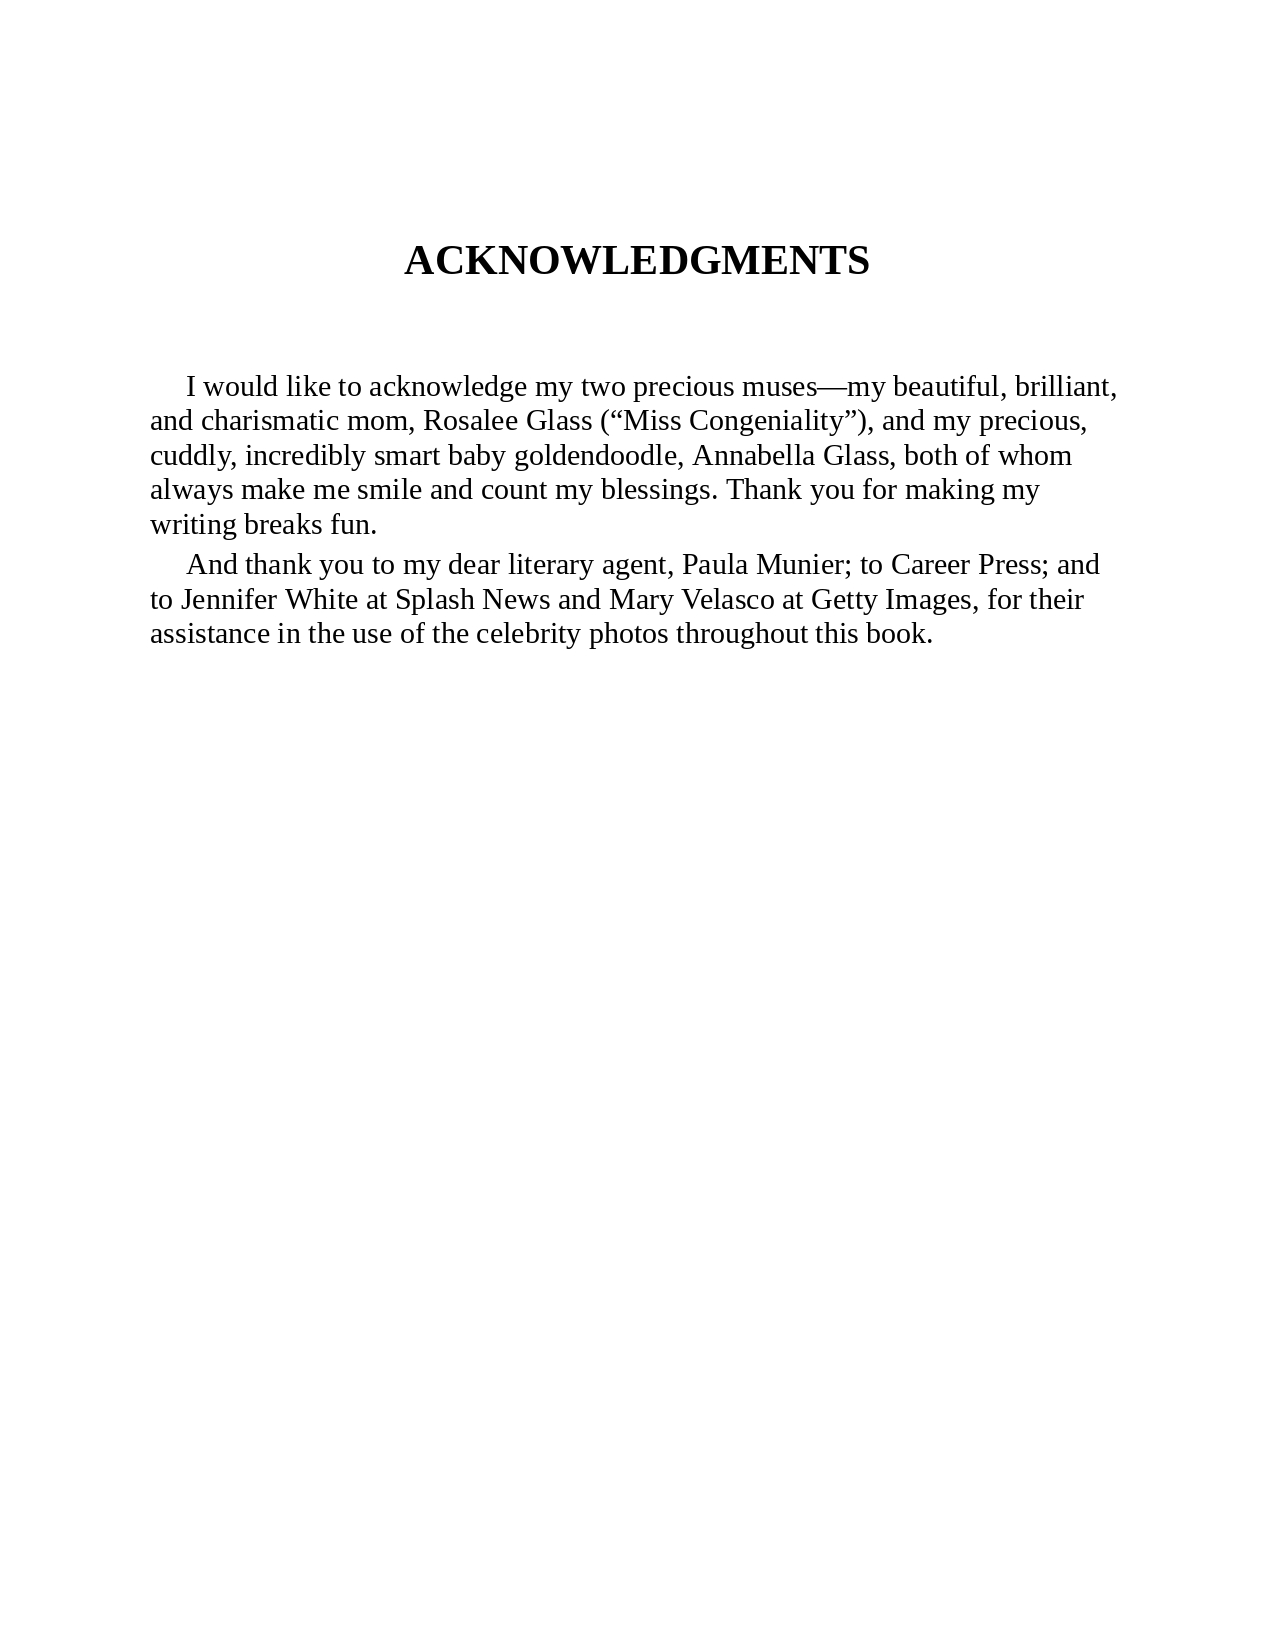 ACKNOWLEDGMENTS
I would like to acknowledge my two precious muses—my beautiful, brilliant,
and charismatic mom, Rosalee Glass (“Miss Congeniality”), and my precious,
cuddly, incredibly smart baby goldendoodle, Annabella Glass, both of whom
always make me smile and count my blessings. Thank you for making my
writing breaks fun.
And thank you to my dear literary agent, Paula Munier; to Career Press; and
to Jennifer White at Splash News and Mary Velasco at Getty Images, for their
assistance in the use of the celebrity photos throughout this book.